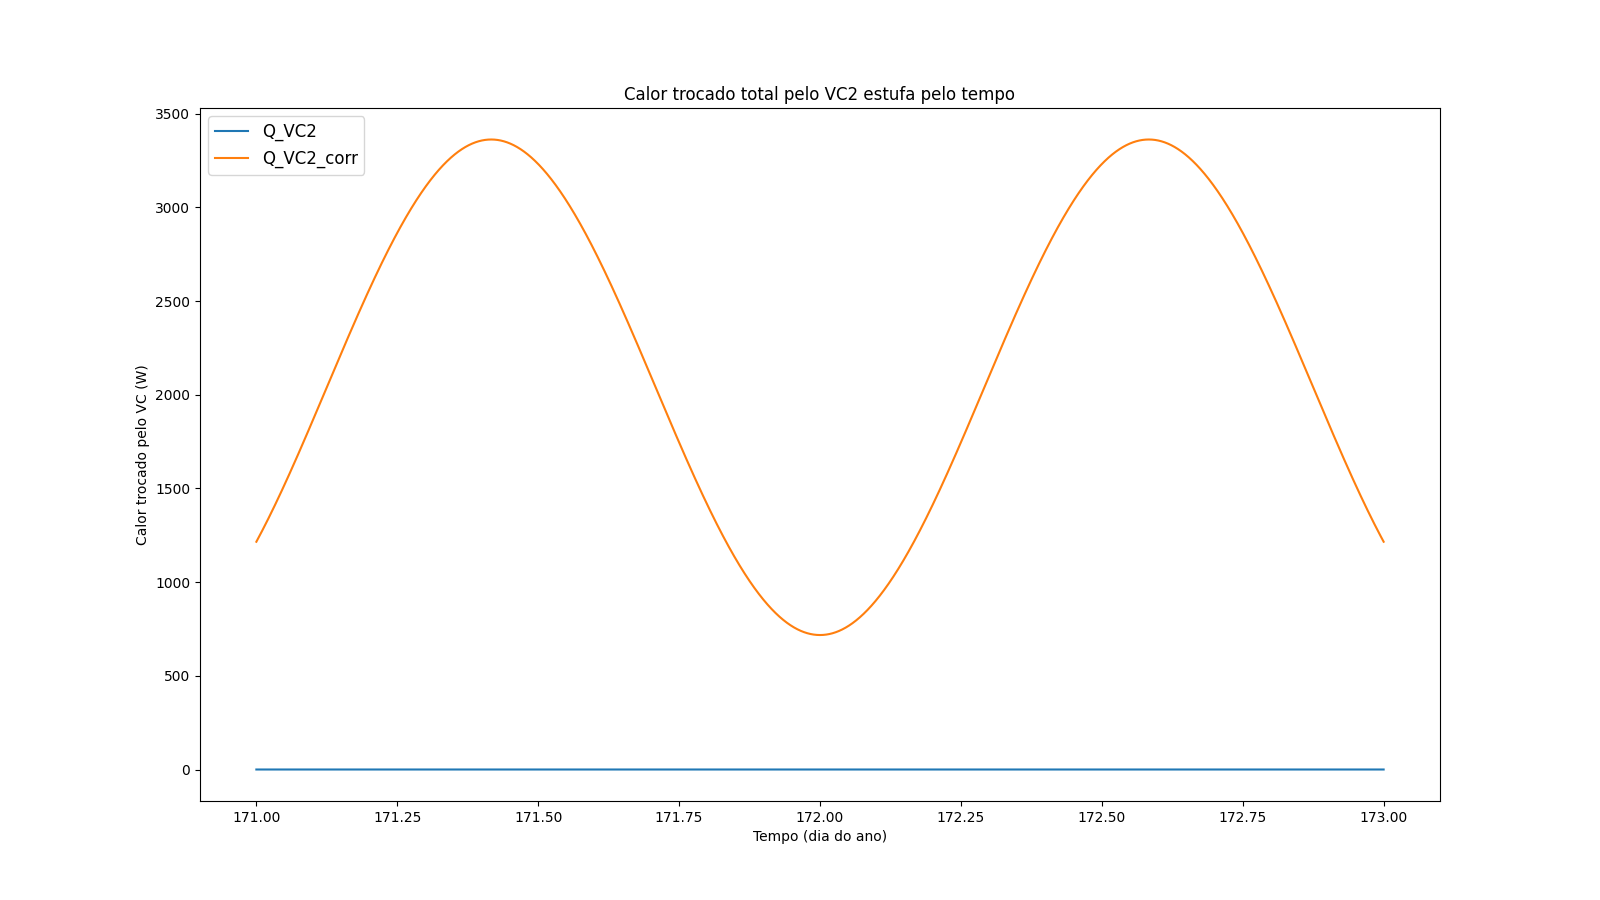 Calor trocado total pelo VC2 estufa pelo tempo
Q_VC2
Q_VC2_corr
Calor trocado pelo VC (W)
3500
3000
2500
2000
1500
1000
500
0
171.00 171.25 171.50 171.75 172.00 172.25 172.50 172.75 173.00
Tempo (dia do ano)